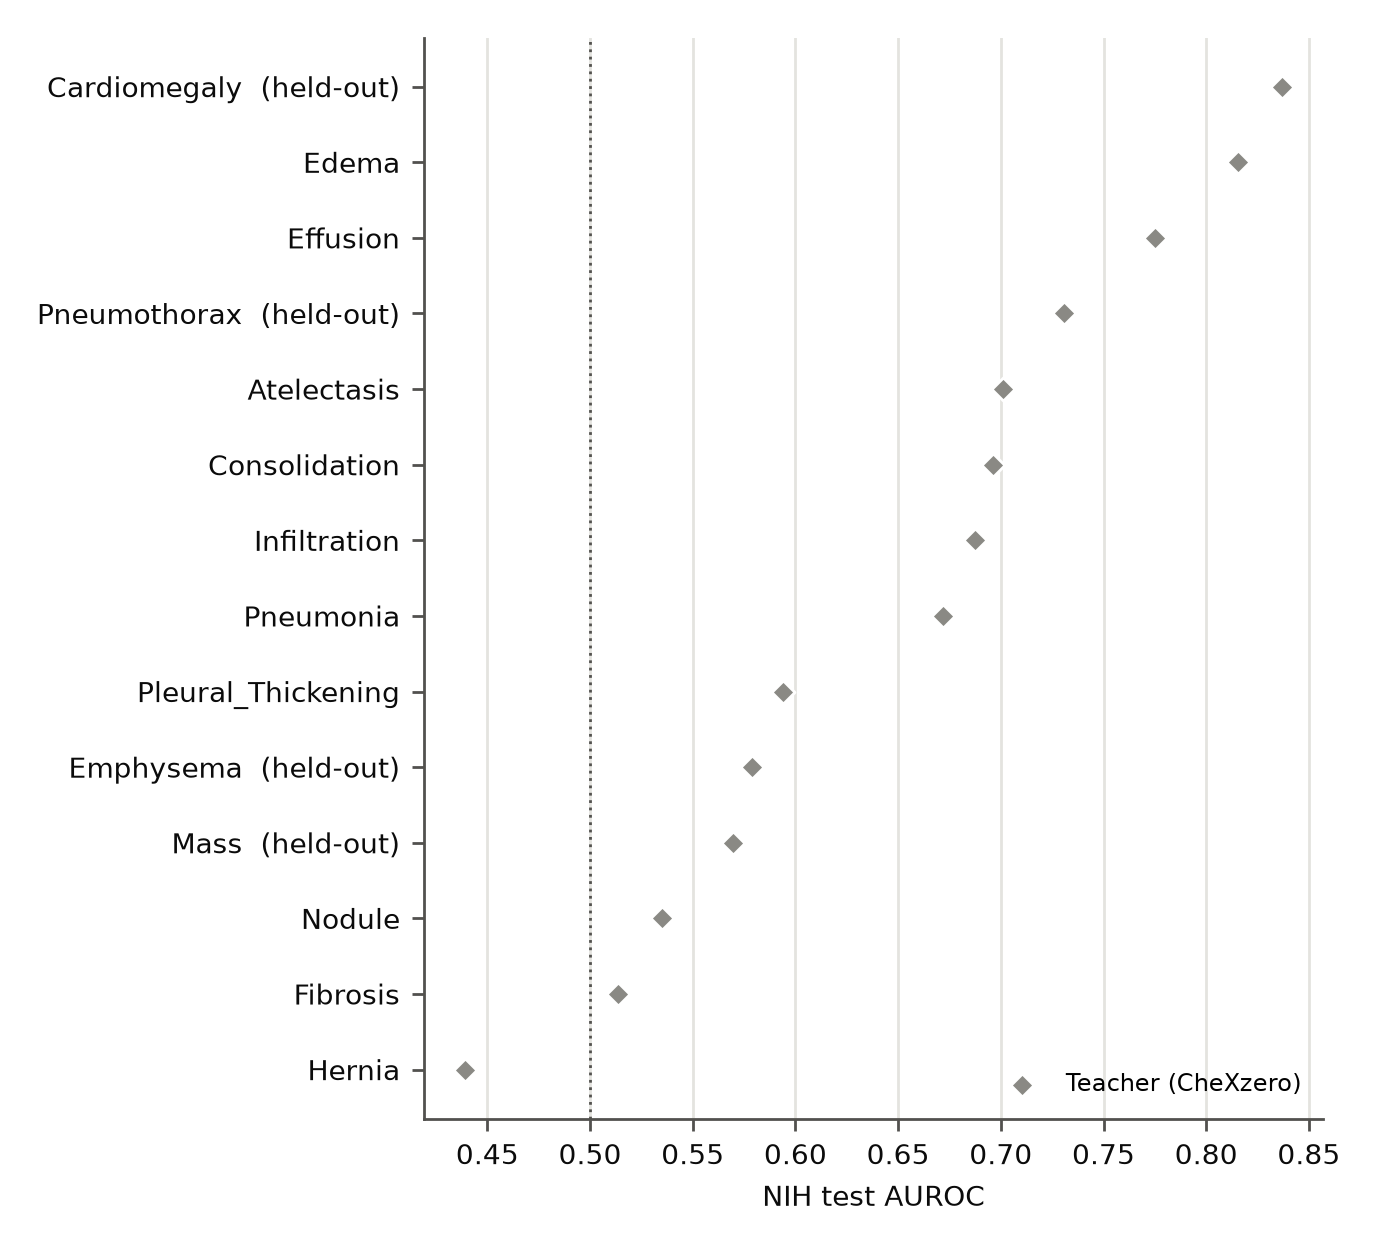 Cardiomegaly (held-out)
Edema
Effusion
Pneumothorax (held-out)
Atelectasis
Consolidation
Infiltration
Pneumonia
Pleural_Thickening
Emphysema (held-out)
Mass (held-out)
Nodule
Fibrosis
Hernia
Teacher (CheXzero)
0.45 0.50 0.55 0.60 0.65 0.70 0.75 0.80 0.85
NIH test AUROC